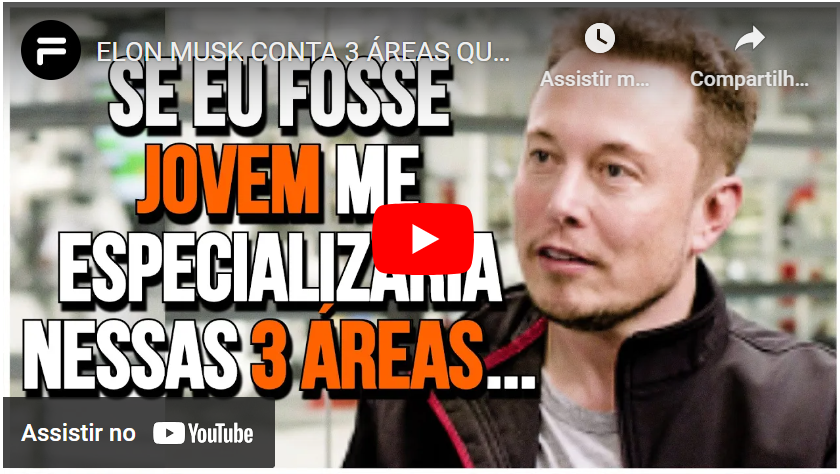 ELON MUSK CONTA 3 ÁREAS QU...
Assistir m...
Compartilh...
SE EU FOSSE
JOVEM ME
ESPECIALIZARIA
NESSAS 3 ÁREAS...
Assistir no YouTube